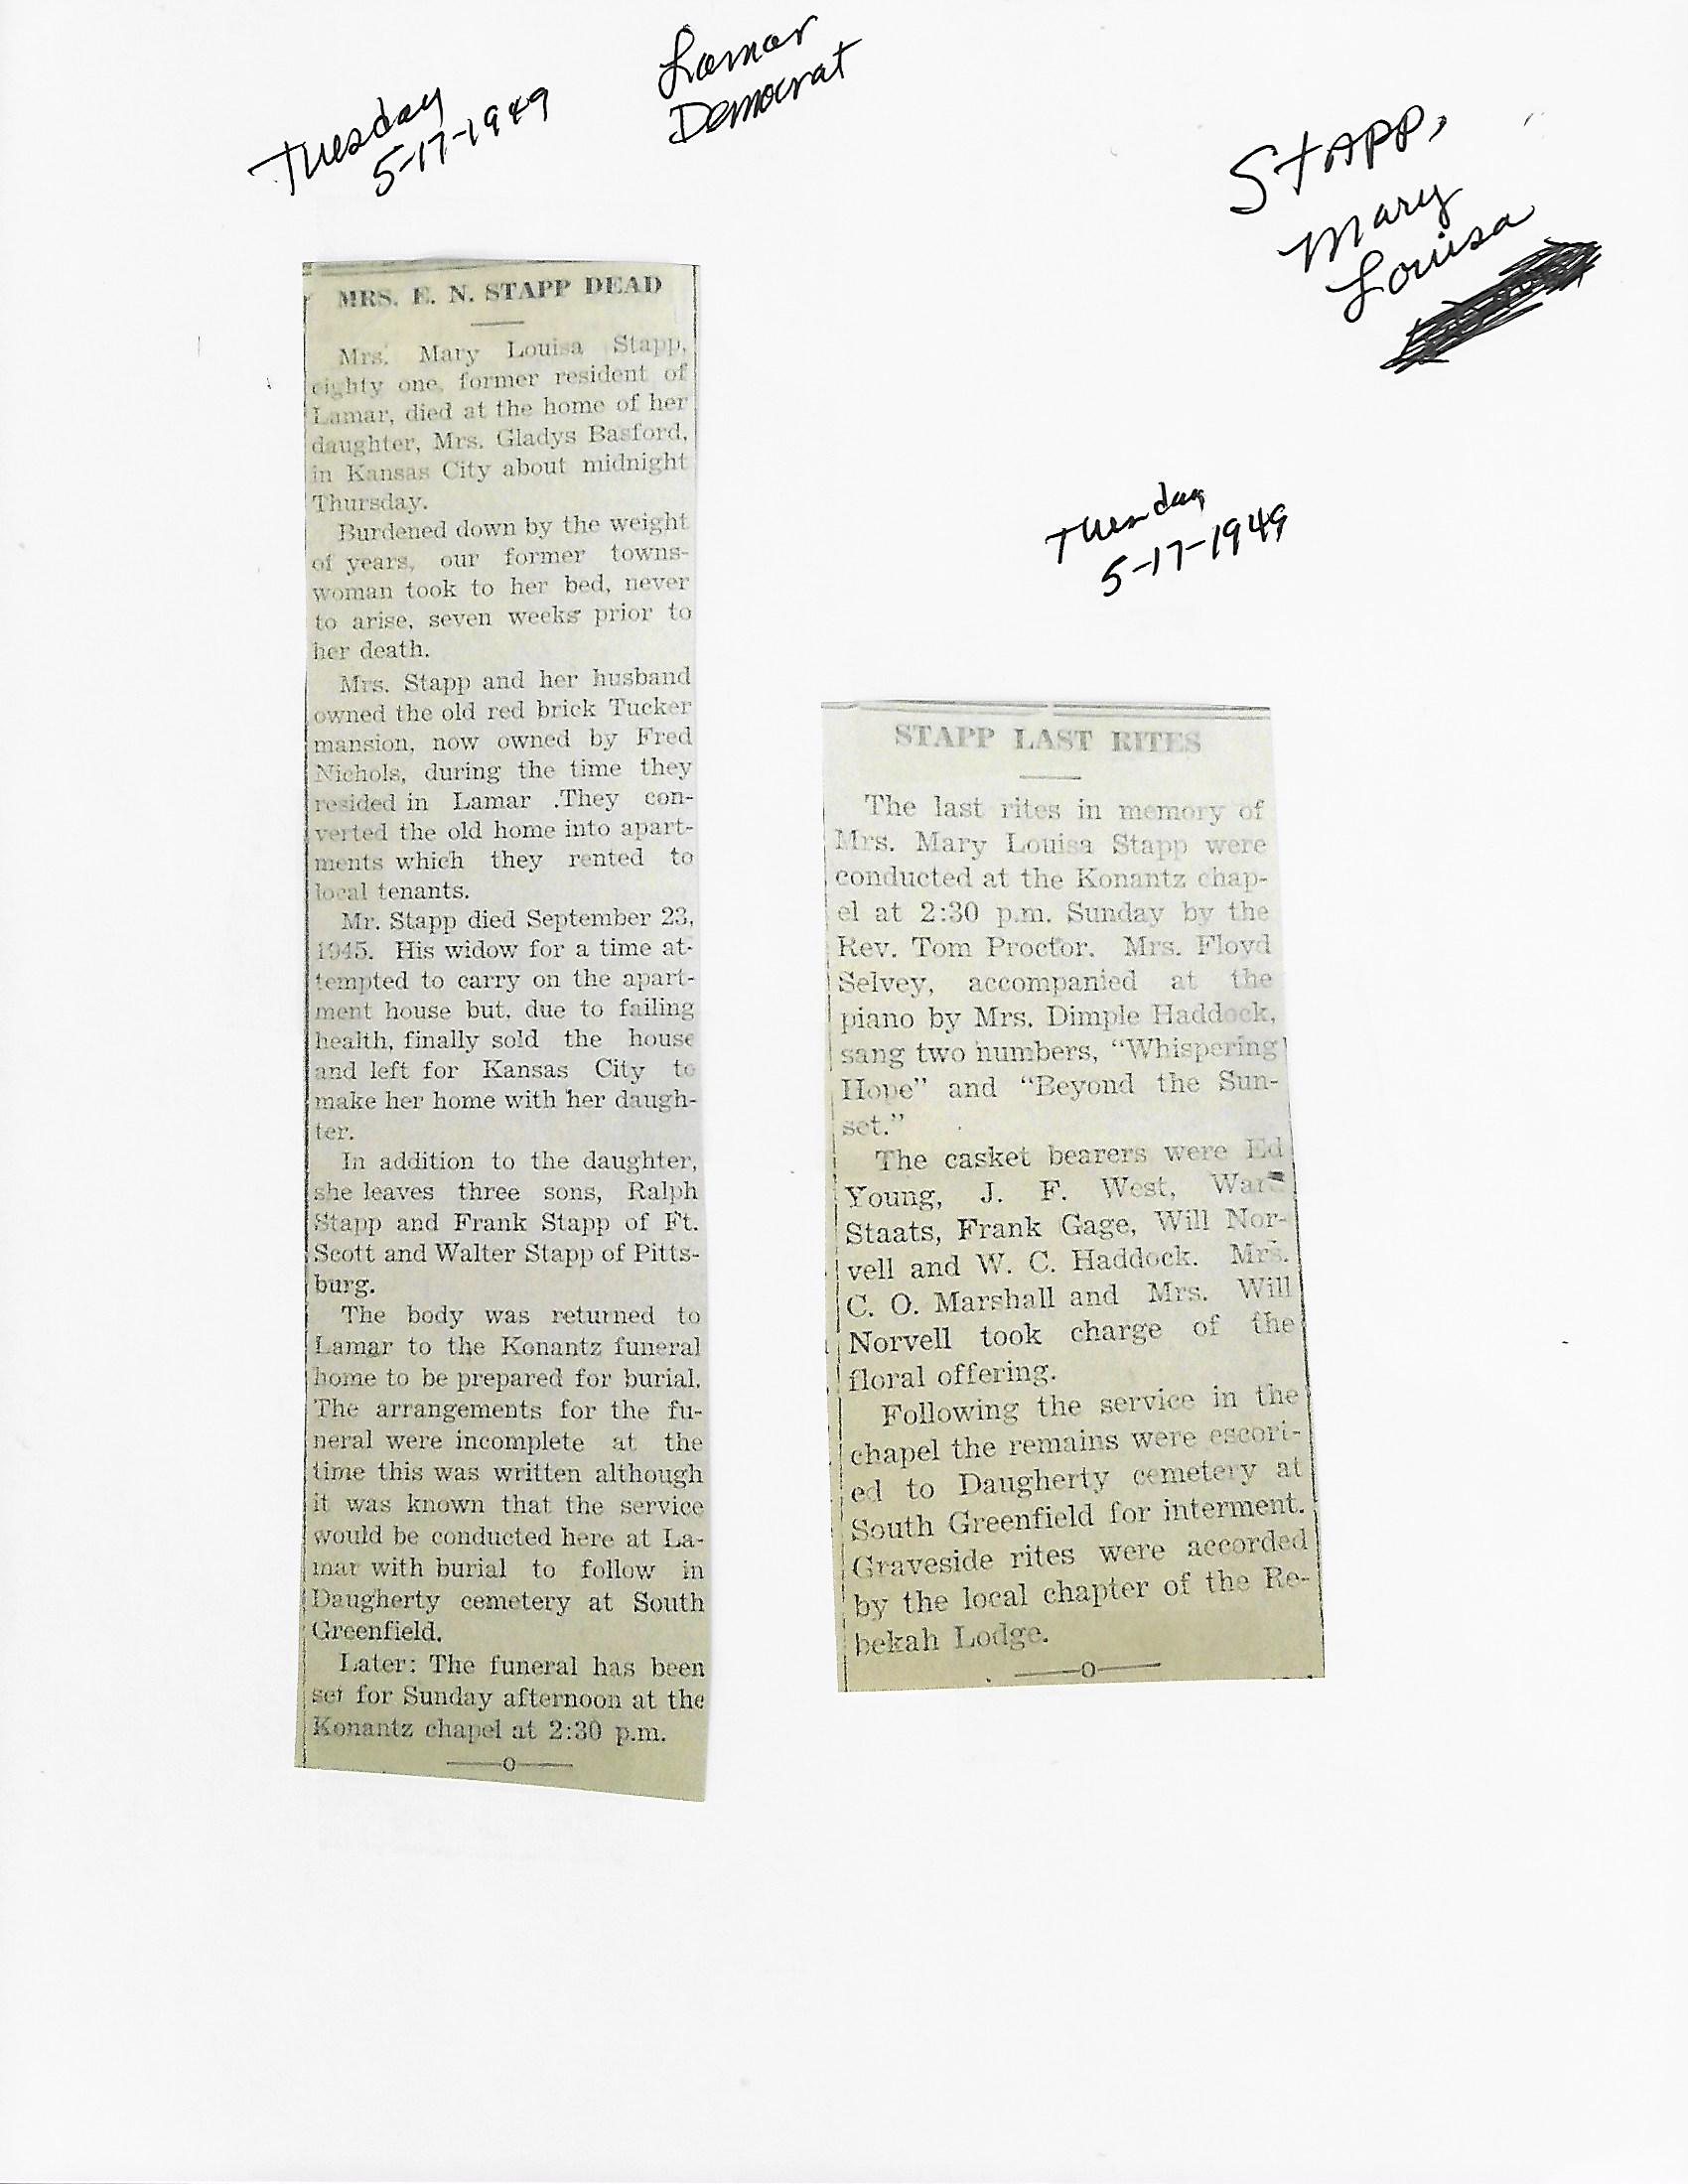 Tuesday
5-17-1949
Lamar
Democrat
STAPP,
Mary
Louisa
MRS. E. N. STAPP DEAD
Mrs. Mary Louisa Stapp,
eighty one, former resident of
Lamar, died at the home of her
daughter, Mrs. Gladys Basford,
in Kansas City about midnight
Thursday.
Burdened down by the weight
of years, our former towns-
woman took to her bed, never
to arise, seven weeks prior to
her death.
Mrs. Stapp and her husband
owned the old red brick Tucker
mansion, now owned by Fred
Nichols, during the time they
resided in Lamar .They con-
verted the old home into apart-
ments which they rented to
local tenants.
Mr. Stapp died September 23,
1945. His widow for a time at-
tempted to carry on the apart-
ment house but, due to failing
health, finally sold the house
and left for Kansas City to
make her home with her daugh-
ter.
In addition to the daughter,
she leaves three sons, Ralph
Stapp and Frank Stapp of Ft.
Scott and Walter Stapp of Pitts-
burg.
The body was returned to
Lamar to the Konantz funeral
home to be prepared for burial.
The arrangements for the fu-
neral were incomplete at the
time this was written although
it was known that the service
would be conducted here at La-
mar with burial to follow in
Daugherty cemetery at South
Greenfield.
Later: The funeral has been
set for Sunday afternoon at the
Konantz chapel at 2:30 p.m.
——o——
Tuesday
5-17-1949
STAPP LAST RITES
The last rites in memory of
Mrs. Mary Louisa Stapp were
conducted at the Konantz chap-
el at 2:30 p.m. Sunday by the
Rev. Tom Proctor. Mrs. Floyd
Selvey, accompanied at the
piano by Mrs. Dimple Haddock,
sang two numbers, "Whispering
Hope" and "Beyond the Sun-
set."
The casket bearers were Ed
Young, J. F. West, Ward
Staats, Frank Gage, Will Nor-
vell and W. C. Haddock. Mrs.
C. O. Marshall and Mrs. Will
Norvell took charge of the
floral offering.
Following the service in the
chapel the remains were escort-
ed to Daugherty cemetery at
South Greenfield for interment.
Graveside rites were accorded
by the local chapter of the Re-
bekah Lodge.
——o——